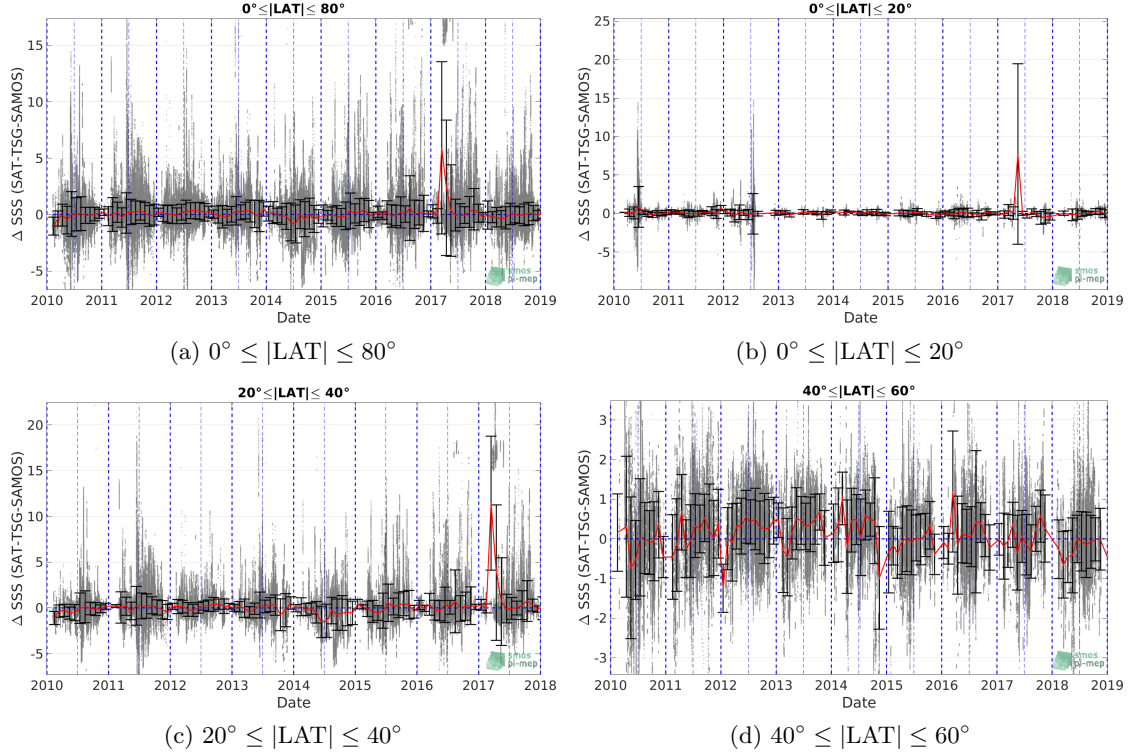 0°≤|LAT|≤ 80°
Δ SSS (SAT-TSG-SAMOS)
15
10
5
0
-5
2010 2011 2012 2013 2014 2015 2016 2017 2018 2019
Date
smos
pi-mep
(a) 0° ≤ |LAT| ≤ 80°
0°≤|LAT|≤ 20°
Δ SSS (SAT-TSG-SAMOS)
25
20
15
10
5
0
-5
2010 2011 2012 2013 2014 2015 2016 2017 2018 2019
Date
smos
pi-mep
(b) 0° ≤ |LAT| ≤ 20°
20°≤|LAT|≤ 40°
Δ SSS (SAT-TSG-SAMOS)
20
15
10
5
0
-5
2010 2011 2012 2013 2014 2015 2016 2017 2018
Date
smos
pi-mep
(c) 20° ≤ |LAT| ≤ 40°
40°≤|LAT|≤ 60°
Δ SSS (SAT-TSG-SAMOS)
3
2
1
0
-1
-2
-3
2010 2011 2012 2013 2014 2015 2016 2017 2018 2019
Date
smos
pi-mep
(d) 40° ≤ |LAT| ≤ 60°